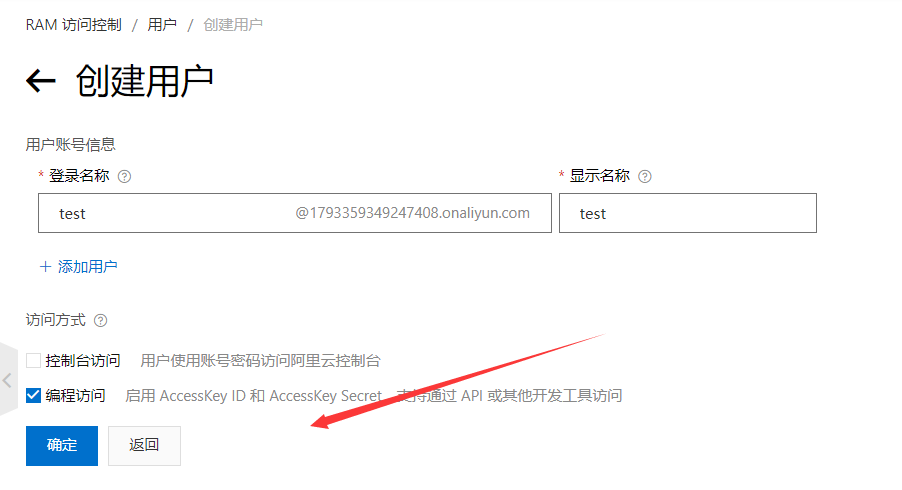 RAM 访问控制 / 用户 / 创建用户
← 创建用户
用户账号信息
* 登录名称 ? * 显示名称 ?
test @1793359349247408.onaliyun.com test
+ 添加用户
访问方式 ?
控制台访问 用户使用账号密码访问阿里云控制台
编程访问 启用 AccessKey ID 和 AccessKey Secret，支持通过 API 或其他开发工具访问
确定 返回